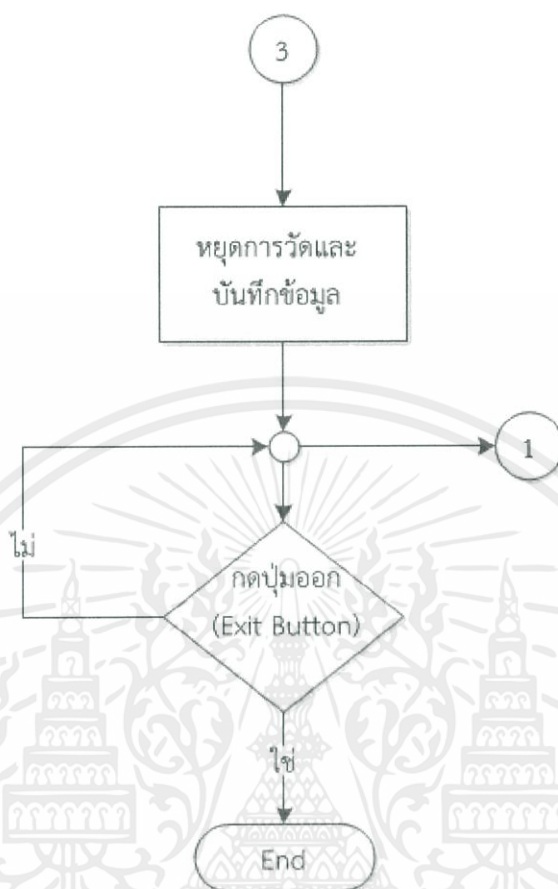 3
หยุดการวัดและ
บันทึกข้อมูล
1
ไม่
กดปุ่มออก
(Exit Button)
ใช่
End